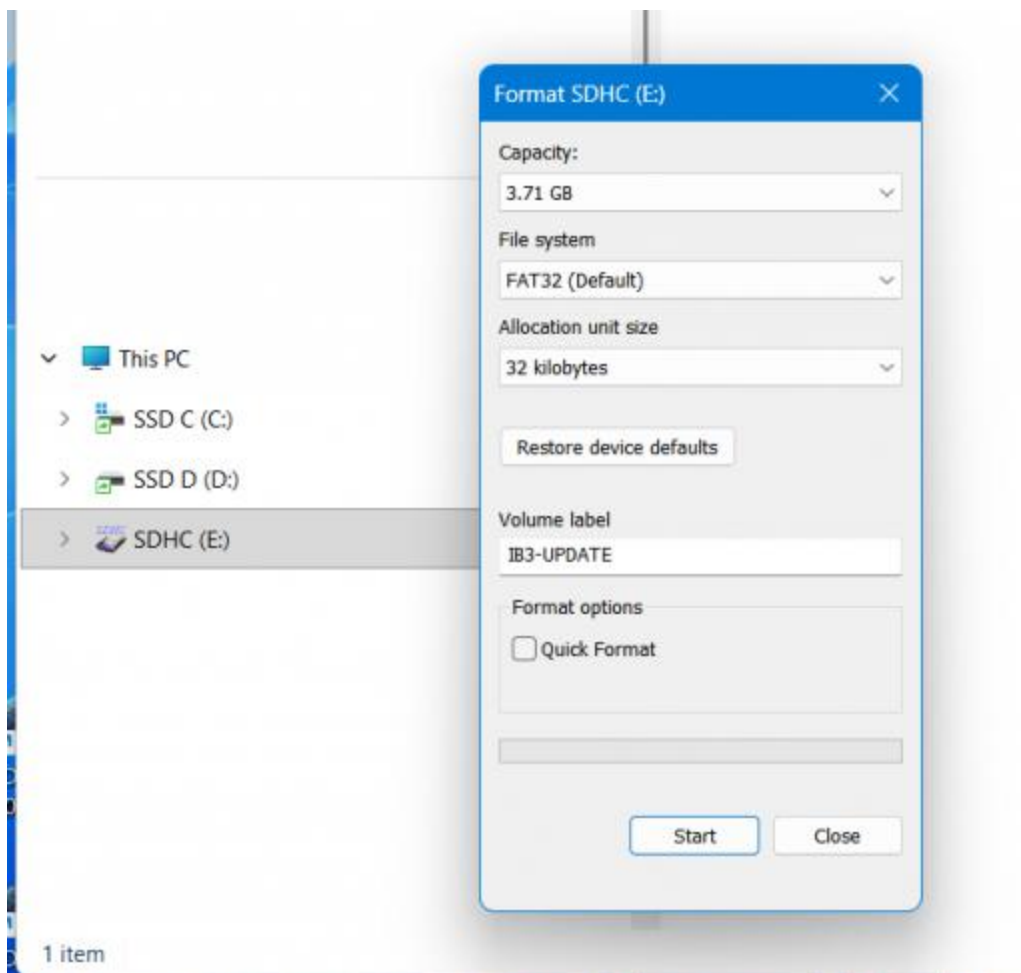 Format SDHC (E:)
Capacity:
3.71 GB
File system
FAT32 (Default)
Allocation unit size
32 kilobytes
Restore device defaults
Volume label
IB3-UPDATE
Format options
Quick Format
Start
Close
This PC
SSD C (C:)
SSD D (D:)
SDHC (E:)
1 item